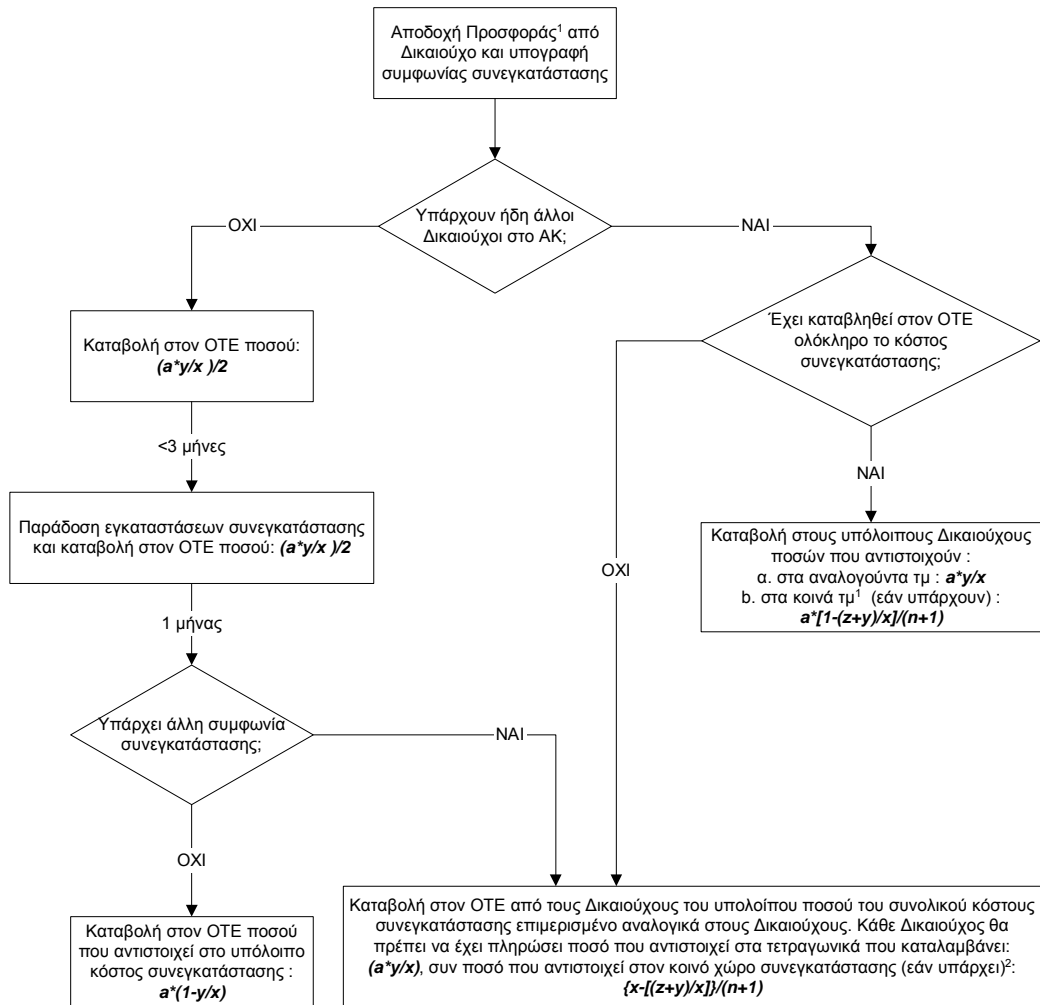 Αποδοχή Προσφοράς¹ από
Δικαιούχο και υπογραφή
συμφωνίας συνεγκατάστασης
Υπάρχουν ήδη άλλοι
Δικαιούχοι στο ΑΚ;
ΟΧΙ
ΝΑΙ
Καταβολή στον ΟΤΕ ποσού:
(a*y/x )/2
Έχει καταβληθεί στον ΟΤΕ
ολόκληρο το κόστος
συνεγκατάστασης;
<3 μήνες
ΝΑΙ
Παράδοση εγκαταστάσεων συνεγκατάστασης
και καταβολή στον ΟΤΕ ποσού: (a*y/x )/2
ΟΧΙ
Καταβολή στους υπόλοιπους Δικαιούχους
ποσών που αντιστοιχούν :
α. στα αναλογούντα τμ : a*y/x
b. στα κοινά τμ¹ (εάν υπάρχουν) :
a*[1-(z+y)/x]/(n+1)
1 μήνας
Υπάρχει άλλη συμφωνία
συνεγκατάστασης;
ΝΑΙ
ΟΧΙ
Καταβολή στον ΟΤΕ ποσού
που αντιστοιχεί στο υπόλοιπο
κόστος συνεγκατάστασης :
a*(1-y/x)
Καταβολή στον ΟΤΕ από τους Δικαιούχους του υπολοίπου ποσού του συνολικού κόστους
συνεγκατάστασης επιμερισμένο αναλογικά στους Δικαιούχους. Κάθε Δικαιούχος θα
πρέπει να έχει πληρώσει ποσό που αντιστοιχεί στα τετραγωνικά που καταλαμβάνει:
(a*y/x), συν ποσό που αντιστοιχεί στον κοινό χώρο συνεγκατάστασης (εάν υπάρχει)²:
{x-[(z+y)/x]}/(n+1)